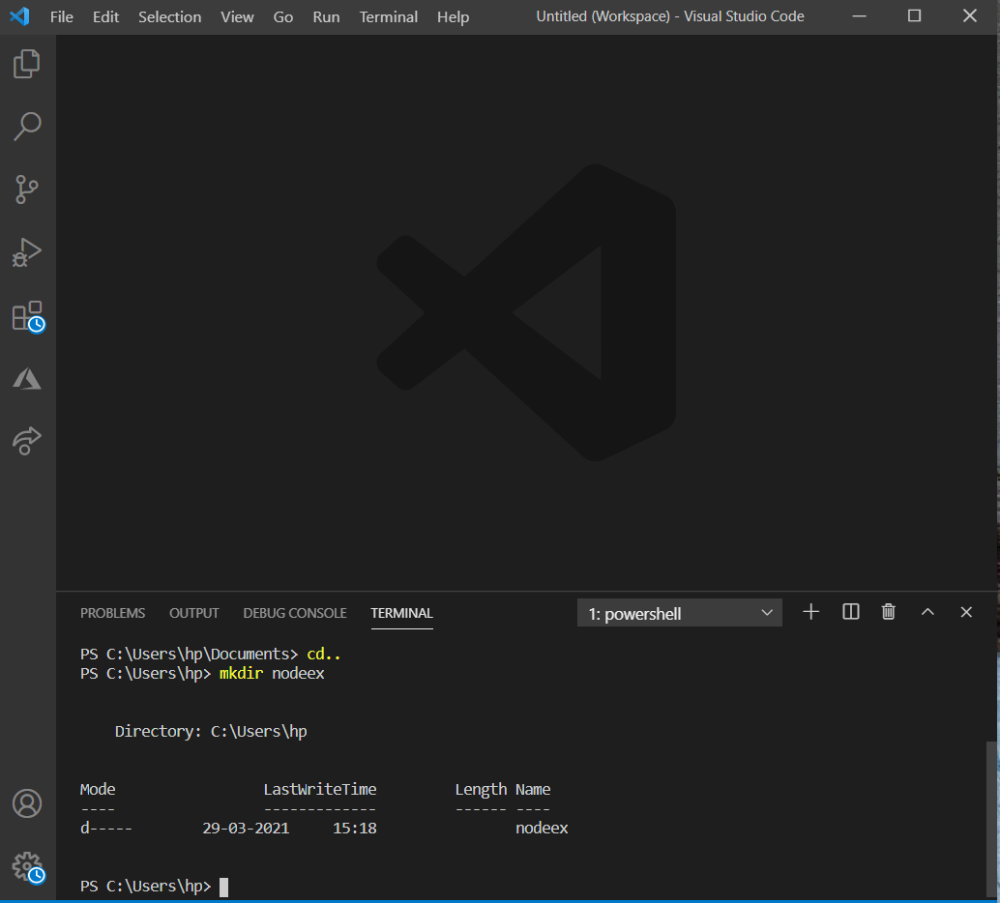 File Edit Selection View Go Run Terminal Help Untitled (Workspace) - Visual Studio Code
PROBLEMS OUTPUT DEBUG CONSOLE TERMINAL 1: powershell
PS C:\Users\hp\Documents> cd..
PS C:\Users\hp> mkdir nodeex
Directory: C:\Users\hp
Mode LastWriteTime Length Name
---- ------------- ------ ----
d----- 29-03-2021 15:18 nodeex
PS C:\Users\hp>